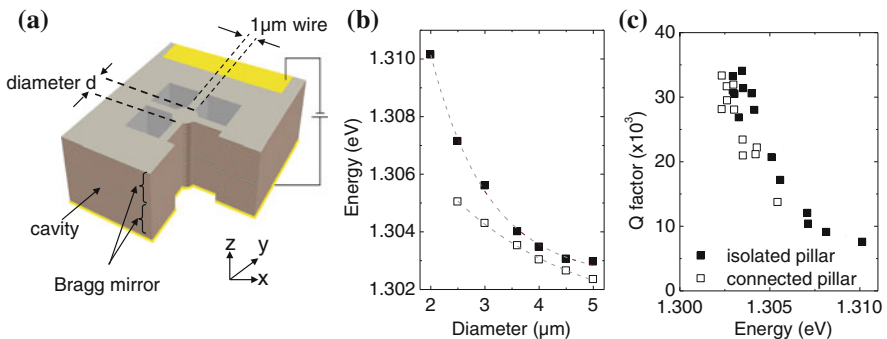 (a)
1µm wire
diameter d
cavity
Bragg mirror
z
y
x
(b)
1.310
1.308
1.306
1.304
1.302
Energy (eV)
2
3
4
5
Diameter (µm)
(c)
40
30
20
10
0
Q factor (x10³)
isolated pillar
connected pillar
1.300
1.305
1.310
Energy (eV)